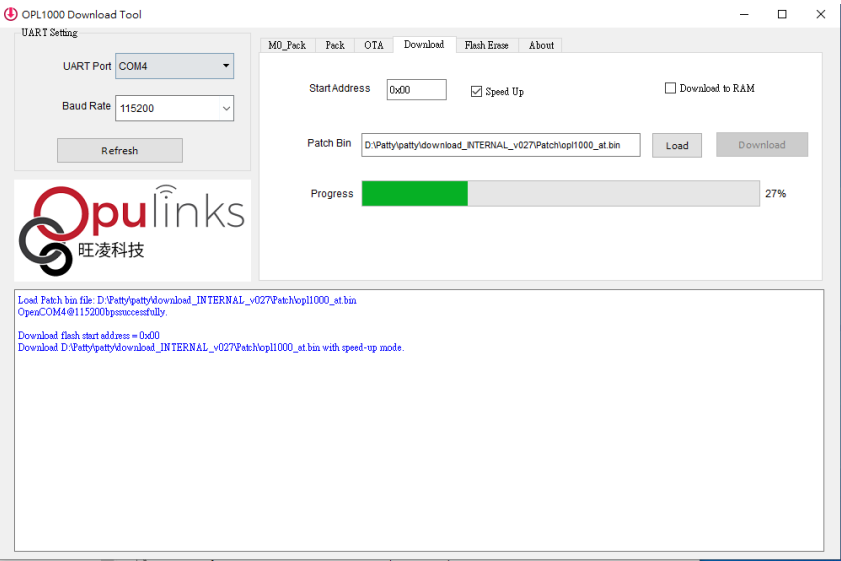 OPL1000 Download Tool
UART Setting
UART Port COM4
Baud Rate 115200
Refresh
Opulinks
旺凌科技
M0_Pack Pack OTA Download Flash Erase About
Start Address 0x00 Speed Up Download to RAM
Patch Bin D:\Patty\patty\download_INTERNAL_v027\Patch\opl1000_at.bin Load Download
Progress 27%
Load Patch bin file: D:\Patty\patty\download_INTERNAL_v027\Patch\opl1000_at.bin
OpenCOM4@115200bpssuccessfully.
Download flash start address = 0x00
Download D:\Patty\patty\download_INTERNAL_v027\Patch\opl1000_at.bin with speed-up mode.